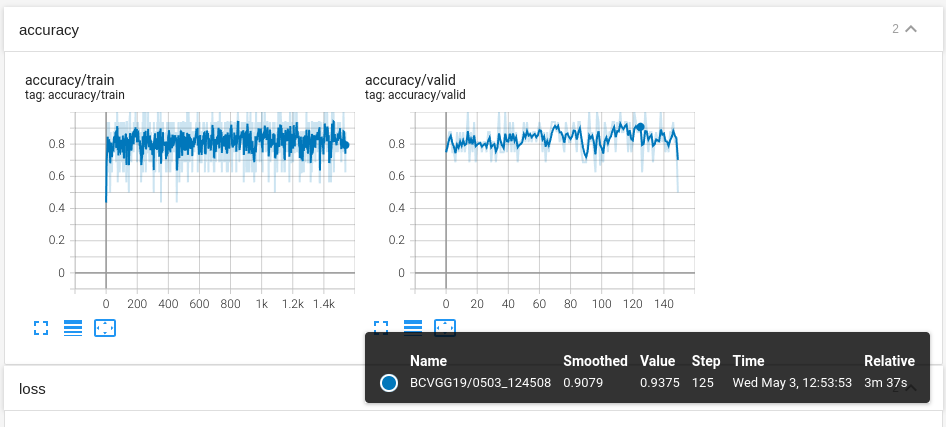 accuracy 2
accuracy/train accuracy/valid
tag: accuracy/train tag: accuracy/valid
0.8 0.8
0.6 0.6
0.4 0.4
0.2 0.2
0 0
0 200 400 600 800 1k 1.2k 1.4k 0 20 40 60 80 100 120 140
Name Smoothed Value Step Time Relative
BCVGG19/0503_124508 0.9079 0.9375 125 Wed May 3, 12:53:53 3m 37s
loss